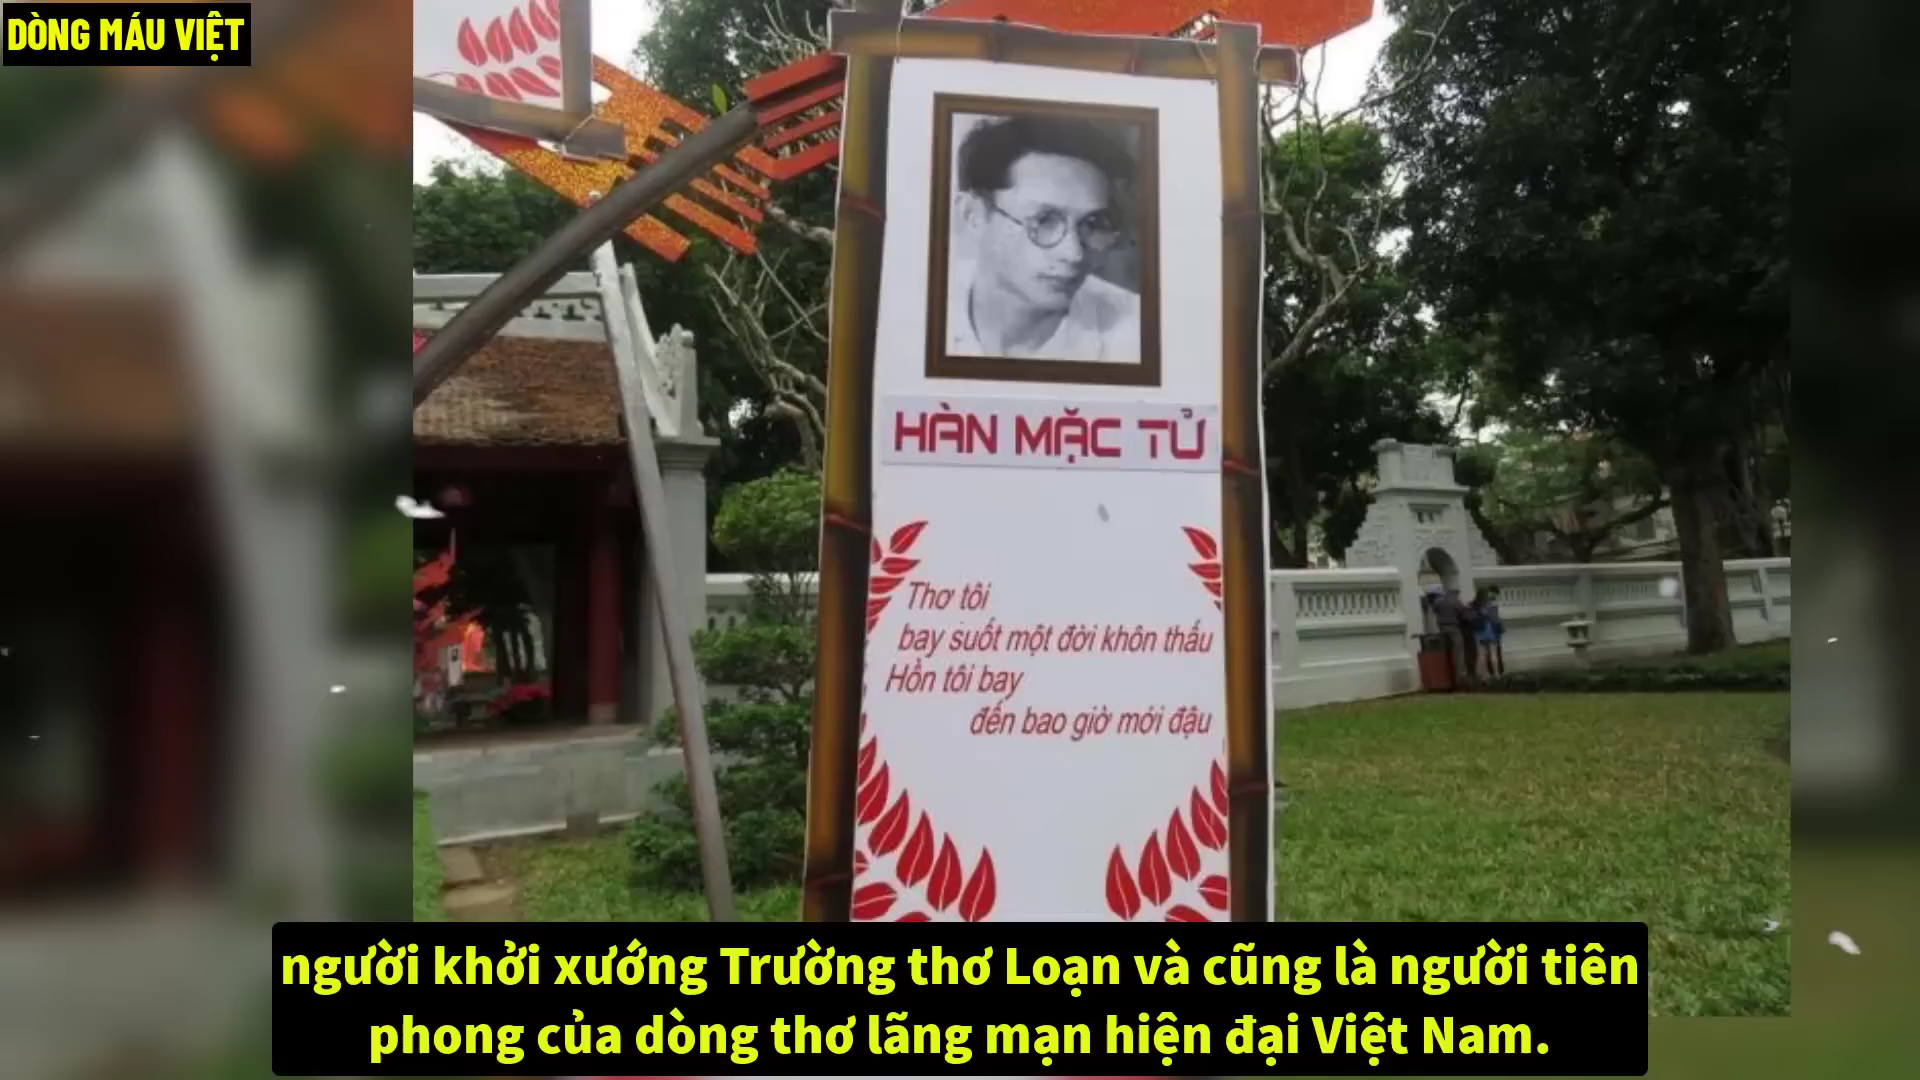 DÒNG MÁU VIỆT
HÀN MẶC TỬ
Thơ tôi
bay suốt một đời khôn thấu
Hồn tôi bay
đến bao giờ mới đậu
người khởi xướng Trường thơ Loạn và cũng là người tiên
phong của dòng thơ lãng mạn hiện đại Việt Nam.